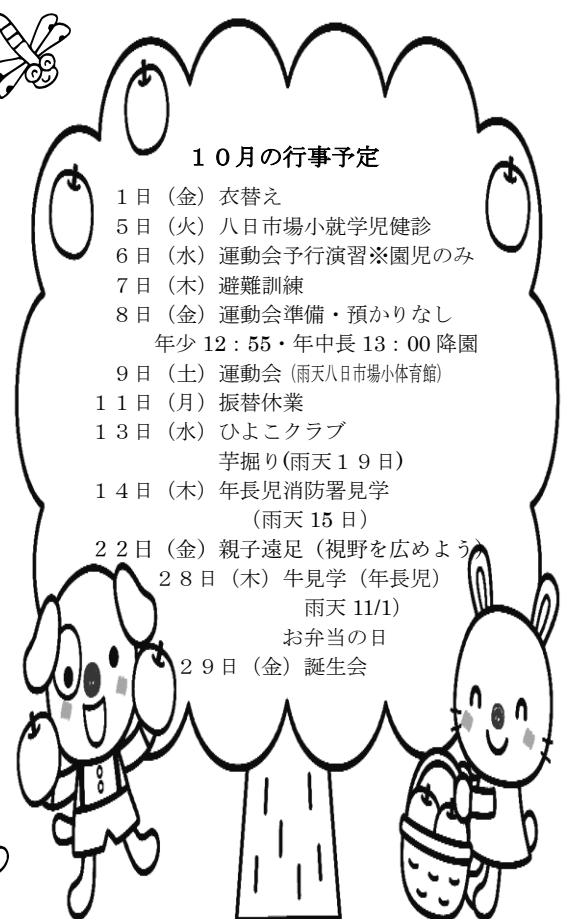 １０月の行事予定
１日（金）衣替え
５日（火）八日市場小就学児健診
６日（水）運動会予行演習※園児のみ
７日（木）避難訓練
８日（金）運動会準備・預かりなし
年少 12：55・年中長 13：00 降園
９日（土）運動会（雨天八日市場小体育館）
１１日（月）振替休業
１３日（水）ひよこクラブ
芋掘り(雨天１９日)
１４日（木）年長児消防署見学
（雨天 15 日）
２２日（金）親子遠足（視野を広めよう）
２８日（木）牛見学（年長児）
雨天 11/1）
お弁当の日
２９日（金）誕生会